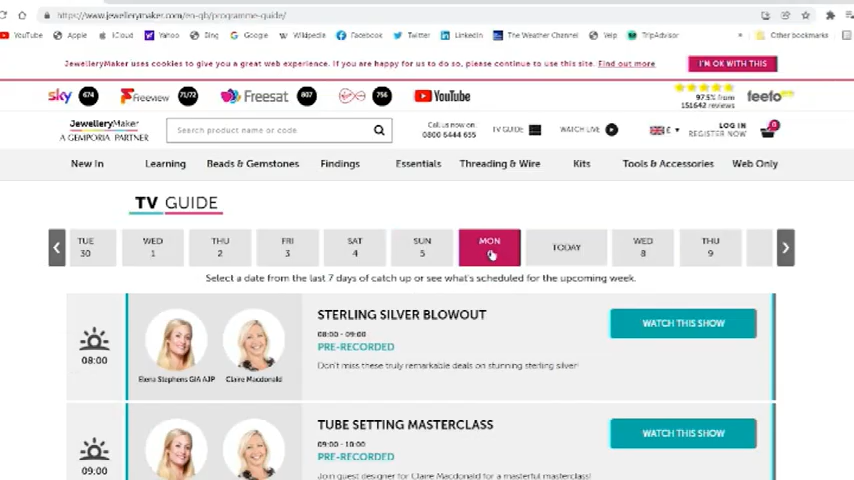 https://www.jewellerymaker.com/en-gb/programme-guide/
YouTube Apple iCloud Yahoo Bing Google Wikipedia Facebook Twitter LinkedIn The Weather Channel Yelp TripAdvisor Other bookmarks
JewelleryMaker uses cookies to give you a great web experience. If you are happy for us to do so, please continue to use this site. Find out more
I'M OK WITH THIS
sky 674 Freeview 71/72 Freesat 807 756 YouTube
97.5% from
151642 reviews
feefo
JewelleryMaker
A GEMPORIA PARTNER
Search product name or code
Call us now on:
0800 6444 655
TV GUIDE
WATCH LIVE
£
LOG IN
REGISTER NOW
0
New In Learning Beads & Gemstones Findings Essentials Threading & Wire Kits Tools & Accessories Web Only
TV GUIDE
TUE 30
WED 1
THU 2
FRI 3
SAT 4
SUN 5
MON
TODAY
WED 8
THU 9
Select a date from the last 7 days of catch up or see what's scheduled for the upcoming week.
08:00
Elena Stephens GIA AJP
Claire Macdonald
STERLING SILVER BLOWOUT
08:00 - 09:00
PRE-RECORDED
Don't miss these truly remarkable deals on stunning sterling silver!
WATCH THIS SHOW
09:00
TUBE SETTING MASTERCLASS
09:00 - 10:00
PRE-RECORDED
Join guest designer for Claire Macdonald for a masterful masterclass!
WATCH THIS SHOW